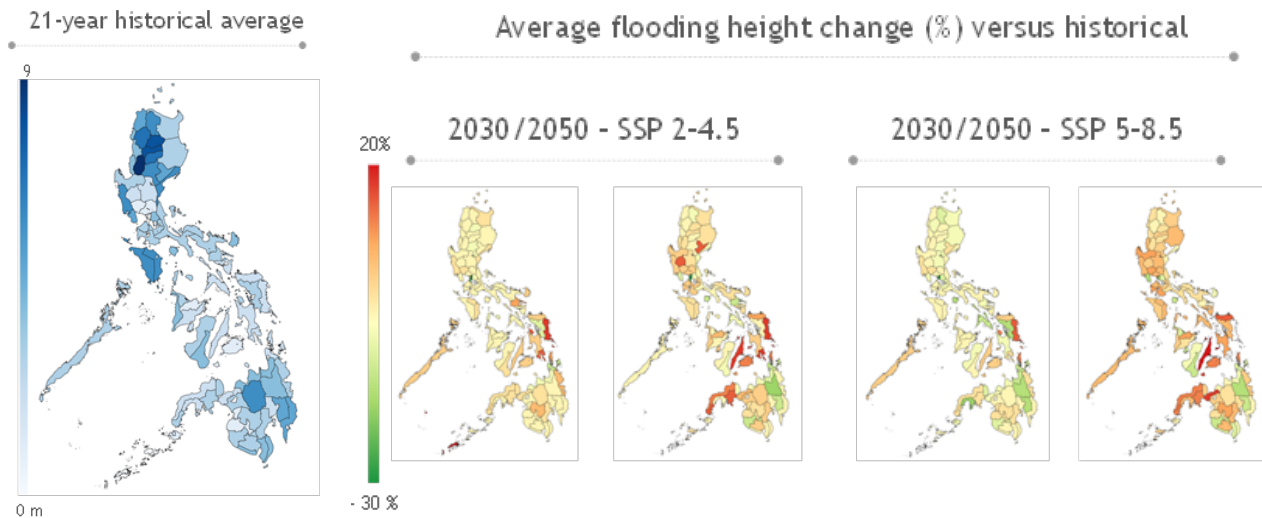 21-year historical average
Average flooding height change (%) versus historical
9
2030/2050 - SSP 2-4.5
2030/2050 - SSP 5-8.5
20%
- 30 %
0 m